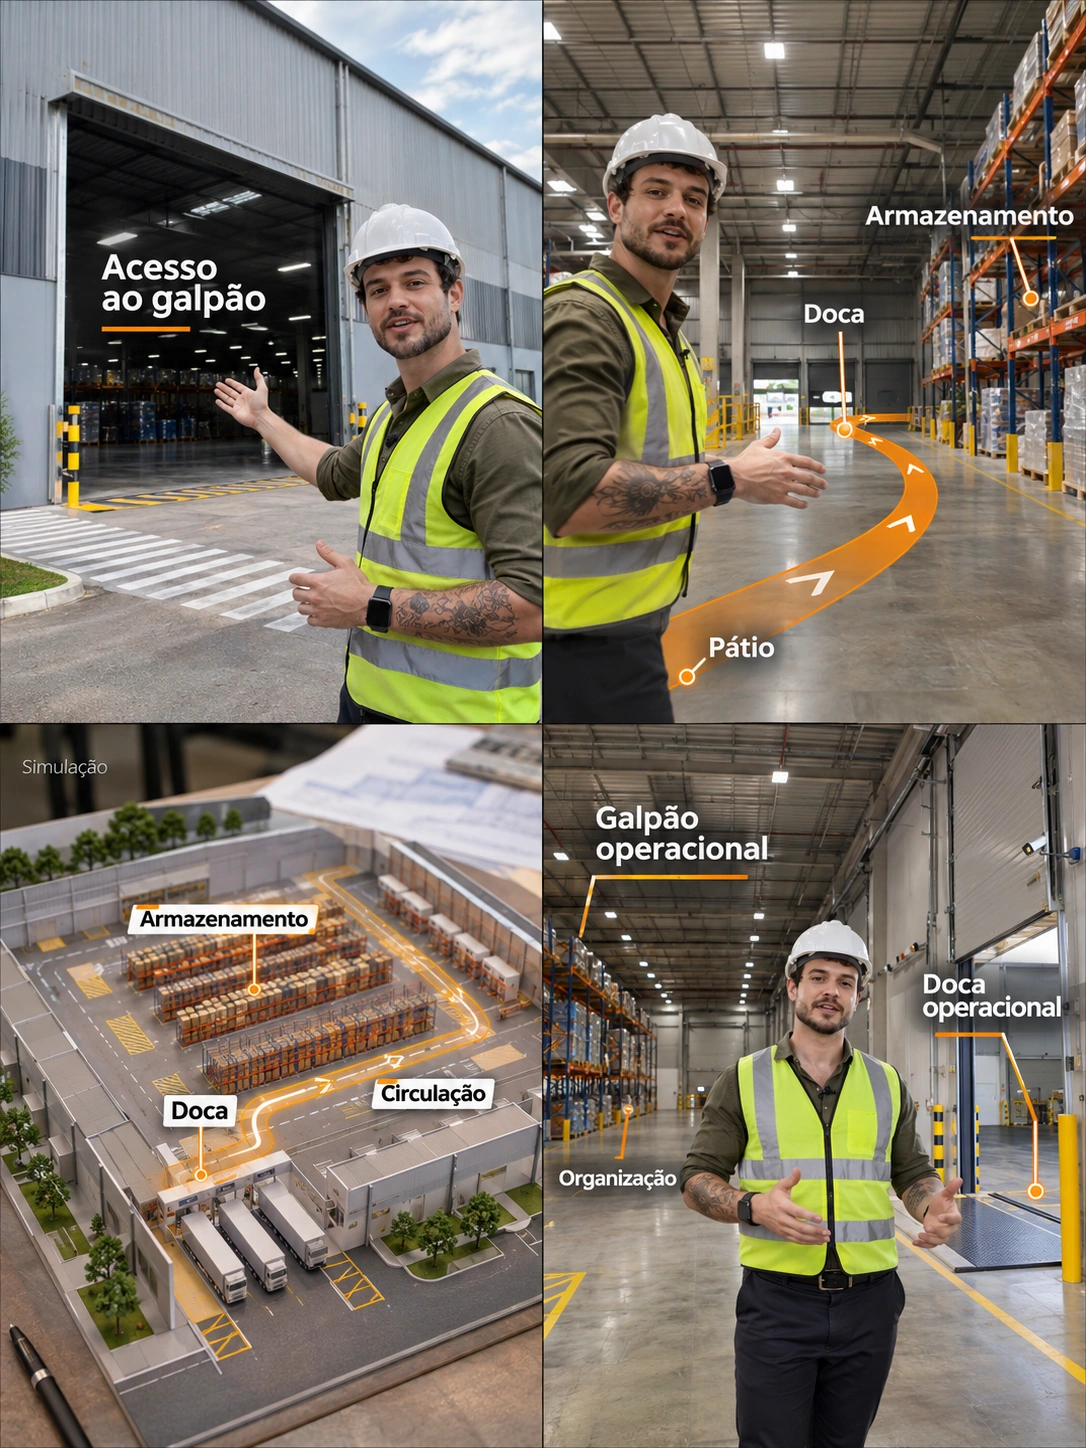 Acesso
ao galpão
Armazenamento
Doca
Pátio
Simulação
Armazenamento
Circulação
Doca
Galpão
operacional
Doca
operacional
Organização